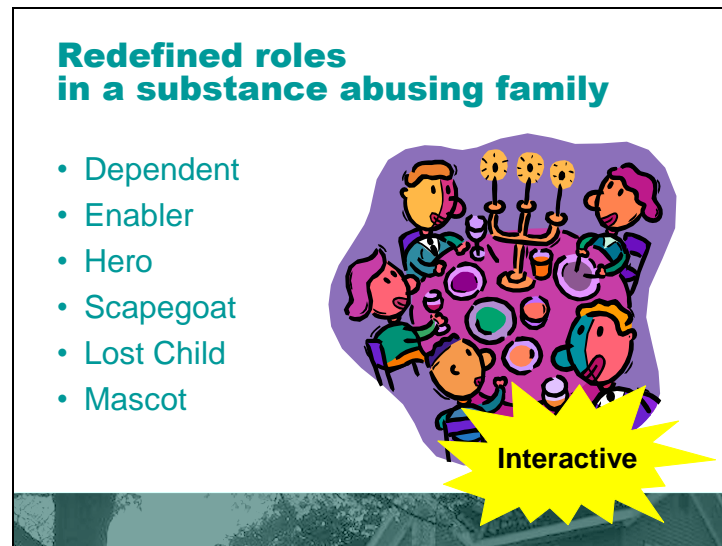 Redefined roles
in a substance abusing family
• Dependent
• Enabler
• Hero
• Scapegoat
• Lost Child
• Mascot
Interactive